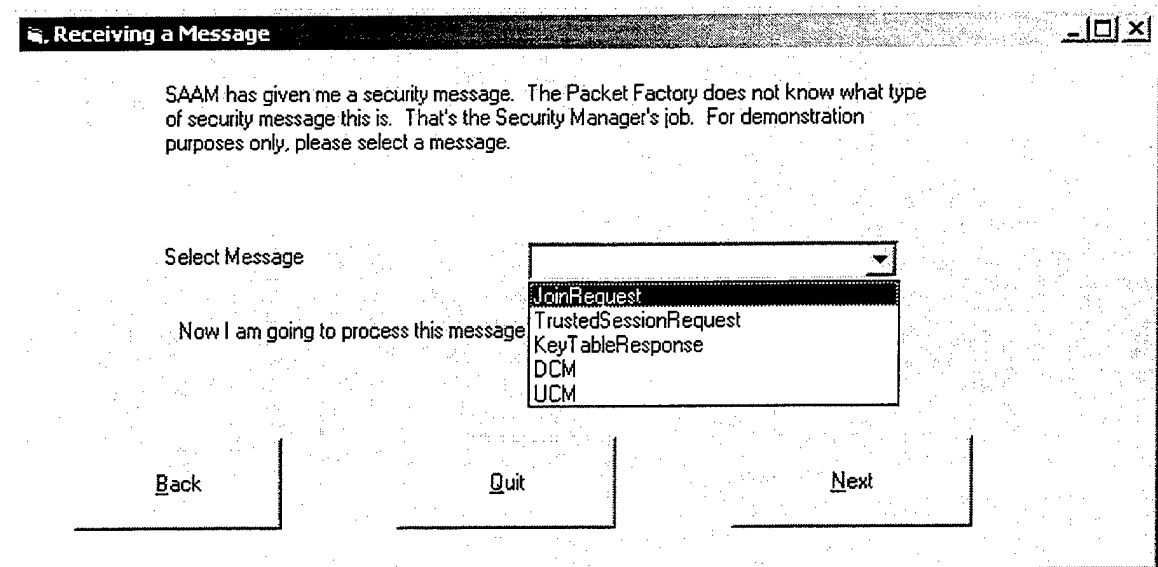 Receiving a Message
SAAM has given me a security message. The Packet Factory does not know what type
of security message this is. That's the Security Manager's job. For demonstration
purposes only, please select a message.
Select Message
JoinRequest
TrustedSessionRequest
Now I am going to process this message
KeyTableResponse
DCM
UCM
Back
Quit
Next